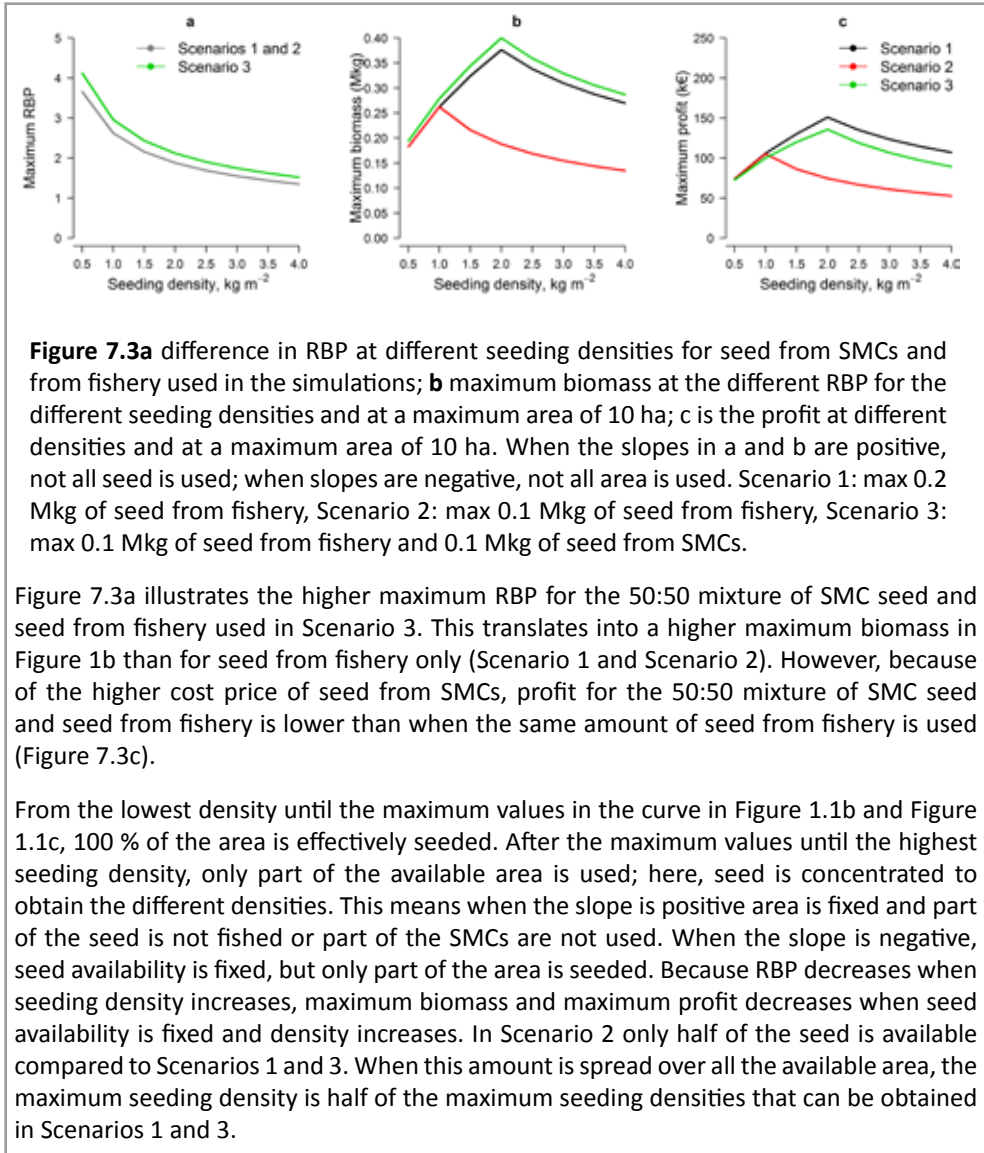 a
b
c
5
4
3
2
1
0
Maximum RBP
Scenarios 1 and 2
Scenario 3
0.5 1.0 1.5 2.0 2.5 3.0 3.5 4.0
Seeding density, kg m-2
0.40
0.35
0.30
0.25
0.20
0.15
0.10
0.05
0.00
Maximum biomass (Mkg)
0.5 1.0 1.5 2.0 2.5 3.0 3.5 4.0
Seeding density, kg m-2
250
200
150
100
50
0
Maximum profit (k€)
Scenario 1
Scenario 2
Scenario 3
0.5 1.0 1.5 2.0 2.5 3.0 3.5 4.0
Seeding density, kg m-2
Figure 7.3a difference in RBP at different seeding densities for seed from SMCs and
from fishery used in the simulations; b maximum biomass at the different RBP for the
different seeding densities and at a maximum area of 10 ha; c is the profit at different
densities and at a maximum area of 10 ha. When the slopes in a and b are positive,
not all seed is used; when slopes are negative, not all area is used. Scenario 1: max 0.2
Mkg of seed from fishery, Scenario 2: max 0.1 Mkg of seed from fishery, Scenario 3:
max 0.1 Mkg of seed from fishery and 0.1 Mkg of seed from SMCs.
Figure 7.3a illustrates the higher maximum RBP for the 50:50 mixture of SMC seed and
seed from fishery used in Scenario 3. This translates into a higher maximum biomass in
Figure 1b than for seed from fishery only (Scenario 1 and Scenario 2). However, because
of the higher cost price of seed from SMCs, profit for the 50:50 mixture of SMC seed
and seed from fishery is lower than when the same amount of seed from fishery is used
(Figure 7.3c).
From the lowest density until the maximum values in the curve in Figure 1.1b and Figure
1.1c, 100 % of the area is effectively seeded. After the maximum values until the highest
seeding density, only part of the available area is used; here, seed is concentrated to
obtain the different densities. This means when the slope is positive area is fixed and part
of the seed is not fished or part of the SMCs are not used. When the slope is negative,
seed availability is fixed, but only part of the area is seeded. Because RBP decreases when
seeding density increases, maximum biomass and maximum profit decreases when seed
availability is fixed and density increases. In Scenario 2 only half of the seed is available
compared to Scenarios 1 and 3. When this amount is spread over all the available area, the
maximum seeding density is half of the maximum seeding densities that can be obtained
in Scenarios 1 and 3.